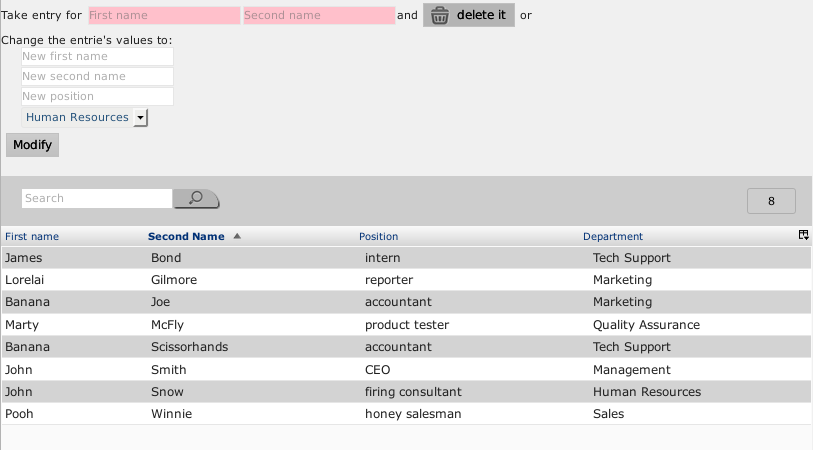 Take entry for First name Second name and delete it or
Change the entrie's values to:
New first name
New second name
New position
Human Resources
Modify
Search 8
First name Second Name Position Department
James Bond intern Tech Support
Lorelai Gilmore reporter Marketing
Banana Joe accountant Marketing
Marty McFly product tester Quality Assurance
Banana Scissorhands accountant Tech Support
John Smith CEO Management
John Snow firing consultant Human Resources
Pooh Winnie honey salesman Sales